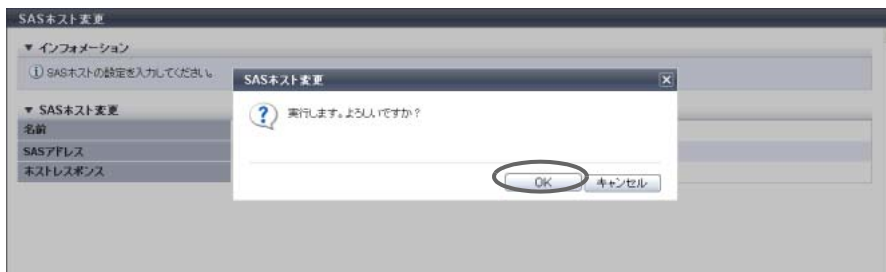 SASホスト変更
▼ インフォメーション
SASホストの設定を入力してください。
SASホスト変更
実行します。よろしいですか？
▼ SASホスト変更
名前
SASアドレス
ホストレスポンス
OK
キャンセル